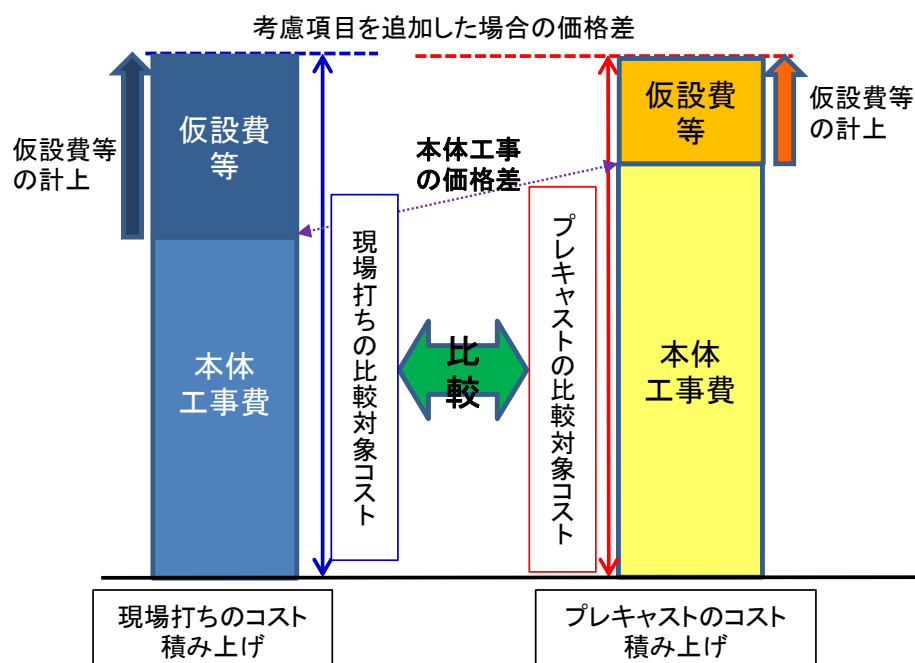 考慮項目を追加した場合の価格差
仮設費等
の計上
仮設費
等
本体工事
の価格差
仮設費
等
仮設費等
の計上
本体
工事費
現場打ちの比較対象コスト
比
較
プレキャストの比較対象コスト
本体
工事費
現場打ちのコスト
積み上げ
プレキャストのコスト
積み上げ